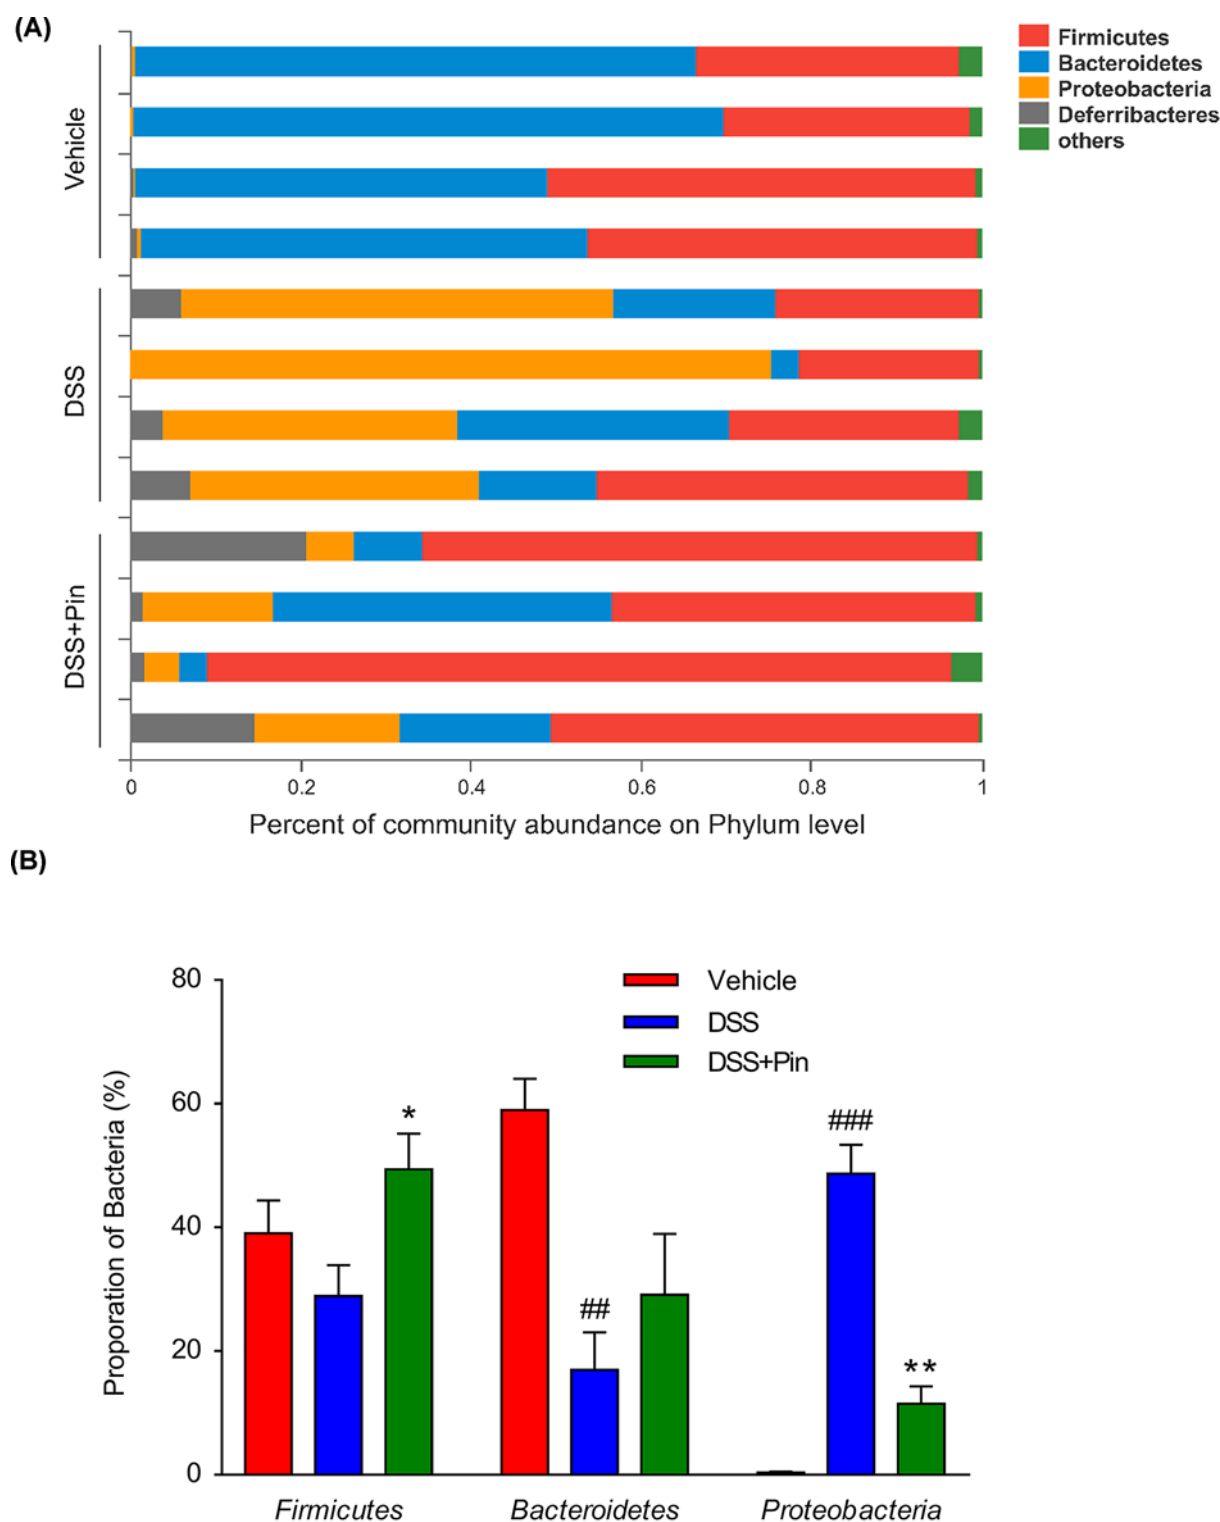 (A)
Firmicutes
Bacteroidetes
Proteobacteria
Deferribacteres
others
Vehicle
DSS
DSS+Pin
0 0.2 0.4 0.6 0.8 1
Percent of community abundance on Phylum level
(B)
Proporation of Bacteria (%)
80
60
40
20
0
Vehicle
DSS
DSS+Pin
*
##
###
**
Firmicutes Bacteroidetes Proteobacteria